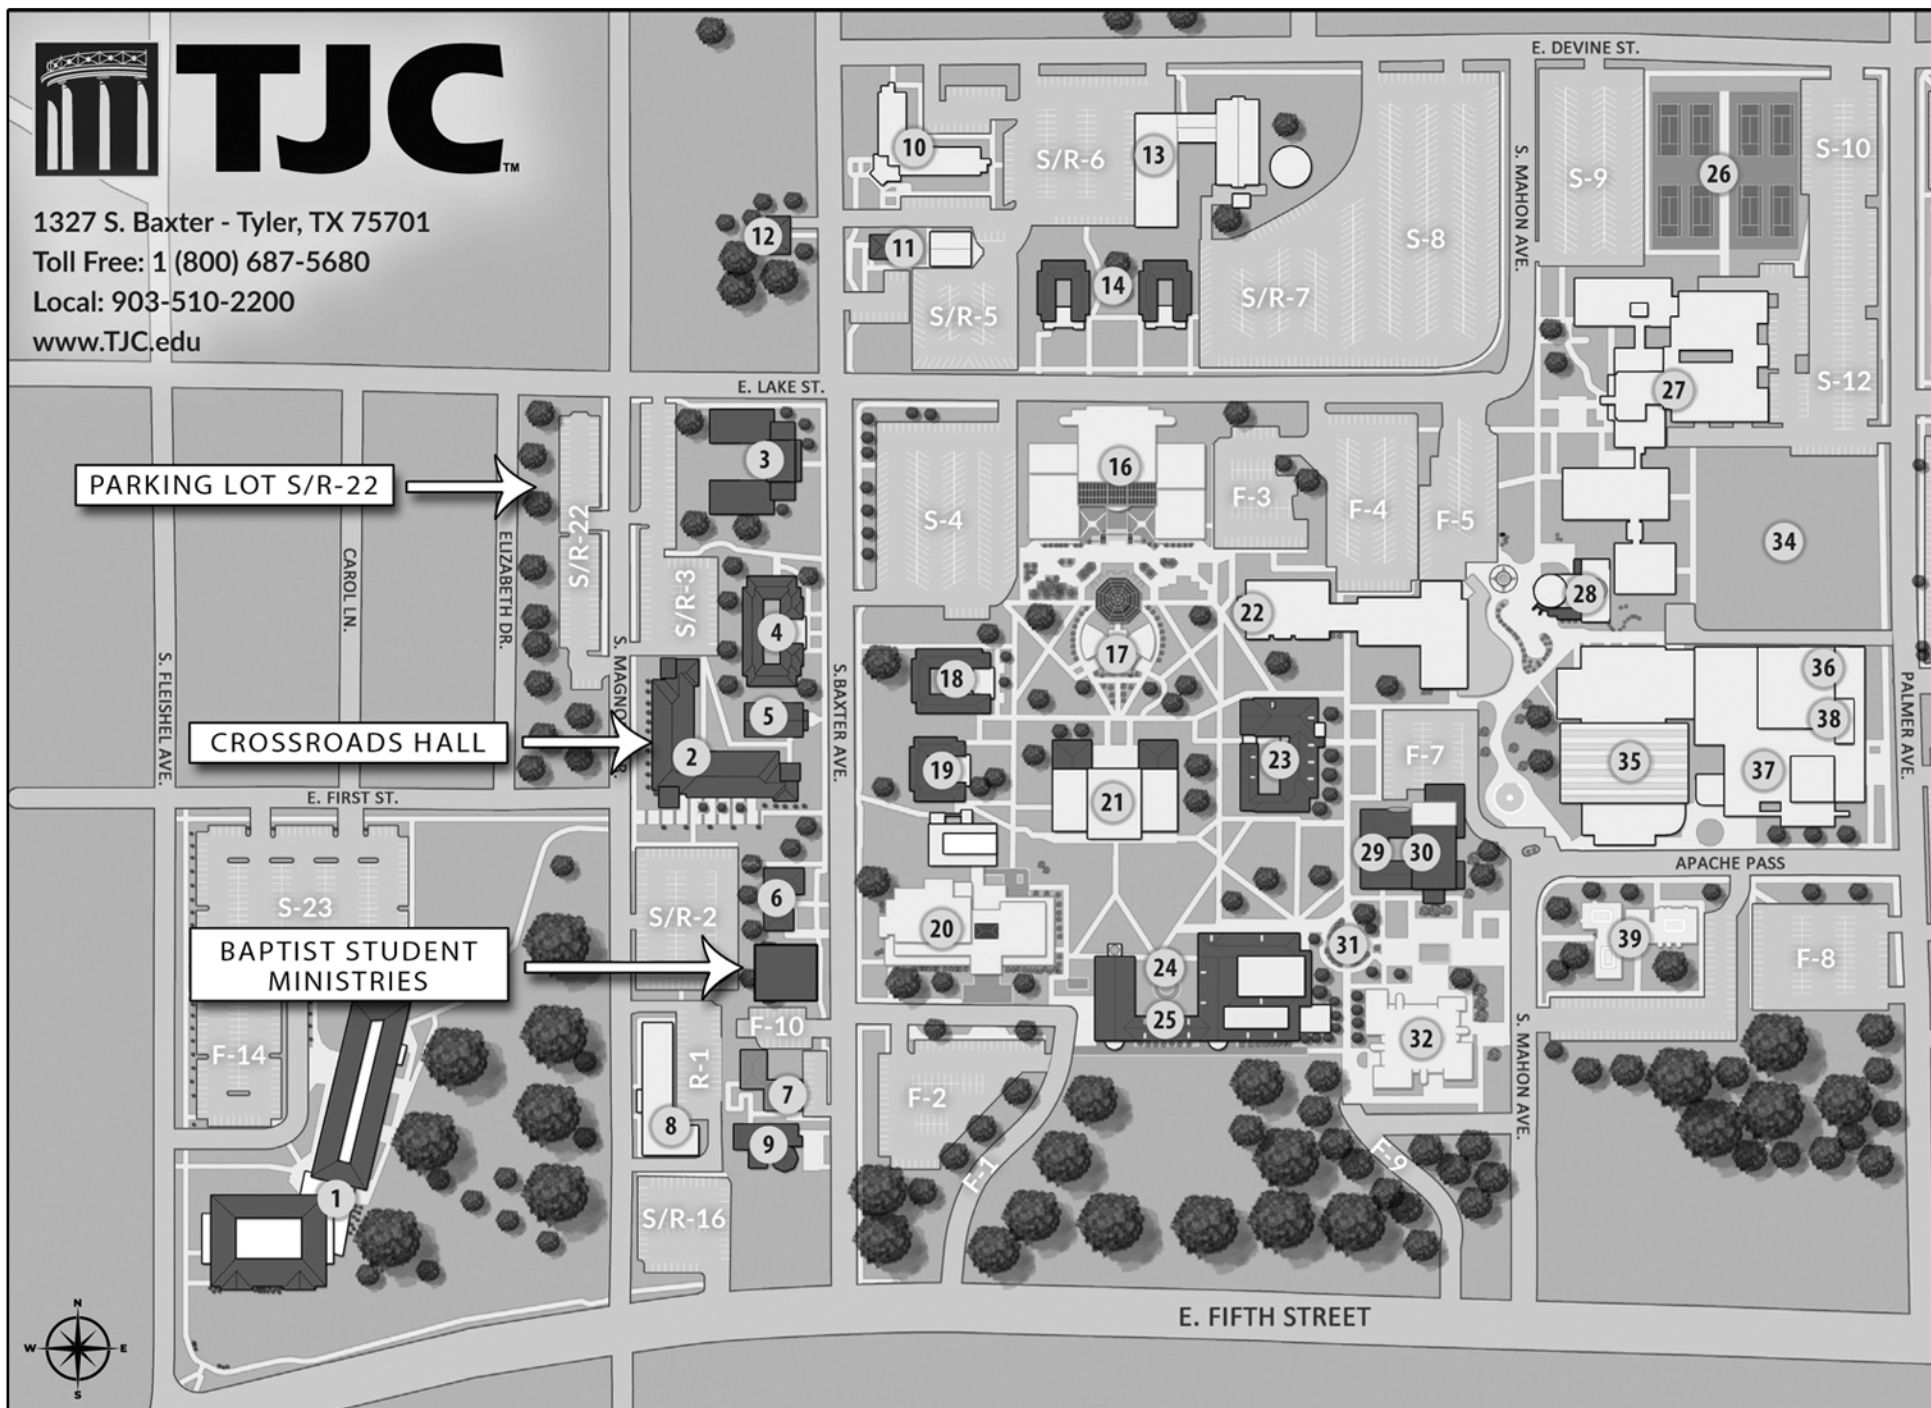 TJC™
1327 S. Baxter - Tyler, TX 75701
Toll Free: 1 (800) 687-5680
Local: 903-510-2200
www.TJC.edu
E. DEVINE ST.
10
S/R-6
13
26
S-10
S-9
S. MAHON AVE.
12
11
14
S-8
S/R-5
S/R-7
E. LAKE ST.
27
S-12
PARKING LOT S/R-22
3
16
S-4
F-3
F-4
F-5
34
S/R-22
S/R-3
CAROL LN.
ELIZABETH DR.
4
22
28
17
18
36
5
38
S. FLEISHEL AVE.
S. BAXTER AVE.
PALMER AVE.
CROSSROADS HALL
2
19
23
F-7
35
37
21
E. FIRST ST.
29
30
APACHE PASS
6
S-23
S/R-2
20
31
39
BAPTIST STUDENT
MINISTRIES
24
F-8
25
F-10
F-14
R-1
32
7
F-2
S. MAHON AVE.
8
9
F-1
F-9
1
S/R-16
E. FIFTH STREET
N
W
E
S